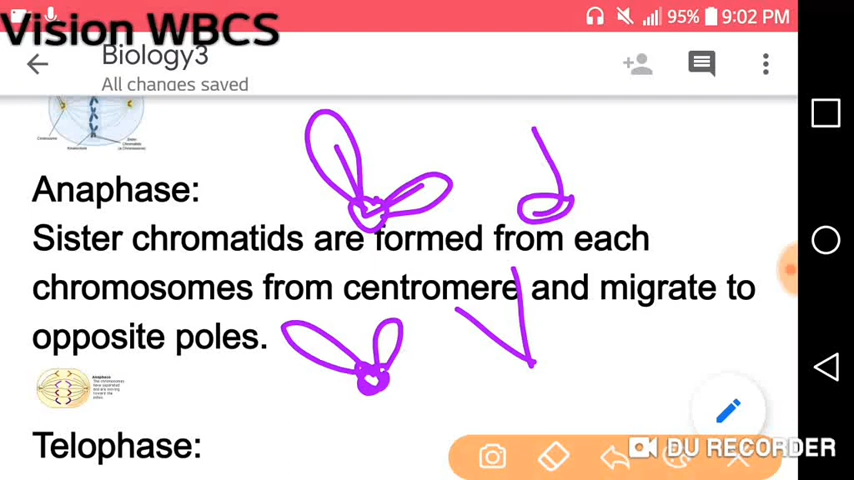 Vision WBCS
95% 9:02 PM
Biology3
All changes saved
Anaphase:
Sister chromatids are formed from each
chromosomes from centromere and migrate to
opposite poles.
Telophase:
DU RECORDER